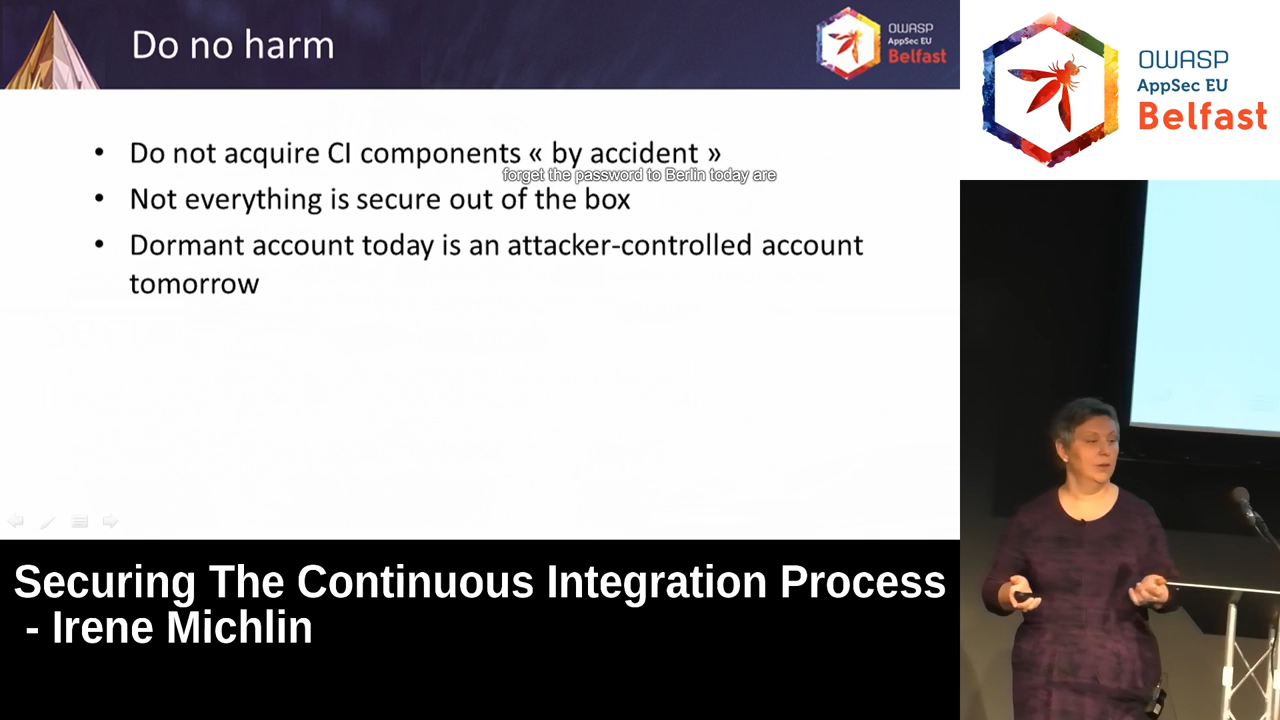 Do no harm
OWASP
AppSec EU
Belfast
• Do not acquire CI components « by accident »
forget the password to Berlin today are
• Not everything is secure out of the box
• Dormant account today is an attacker-controlled account
tomorrow
OWASP
AppSec EU
Belfast
Securing The Continuous Integration Process
- Irene Michlin